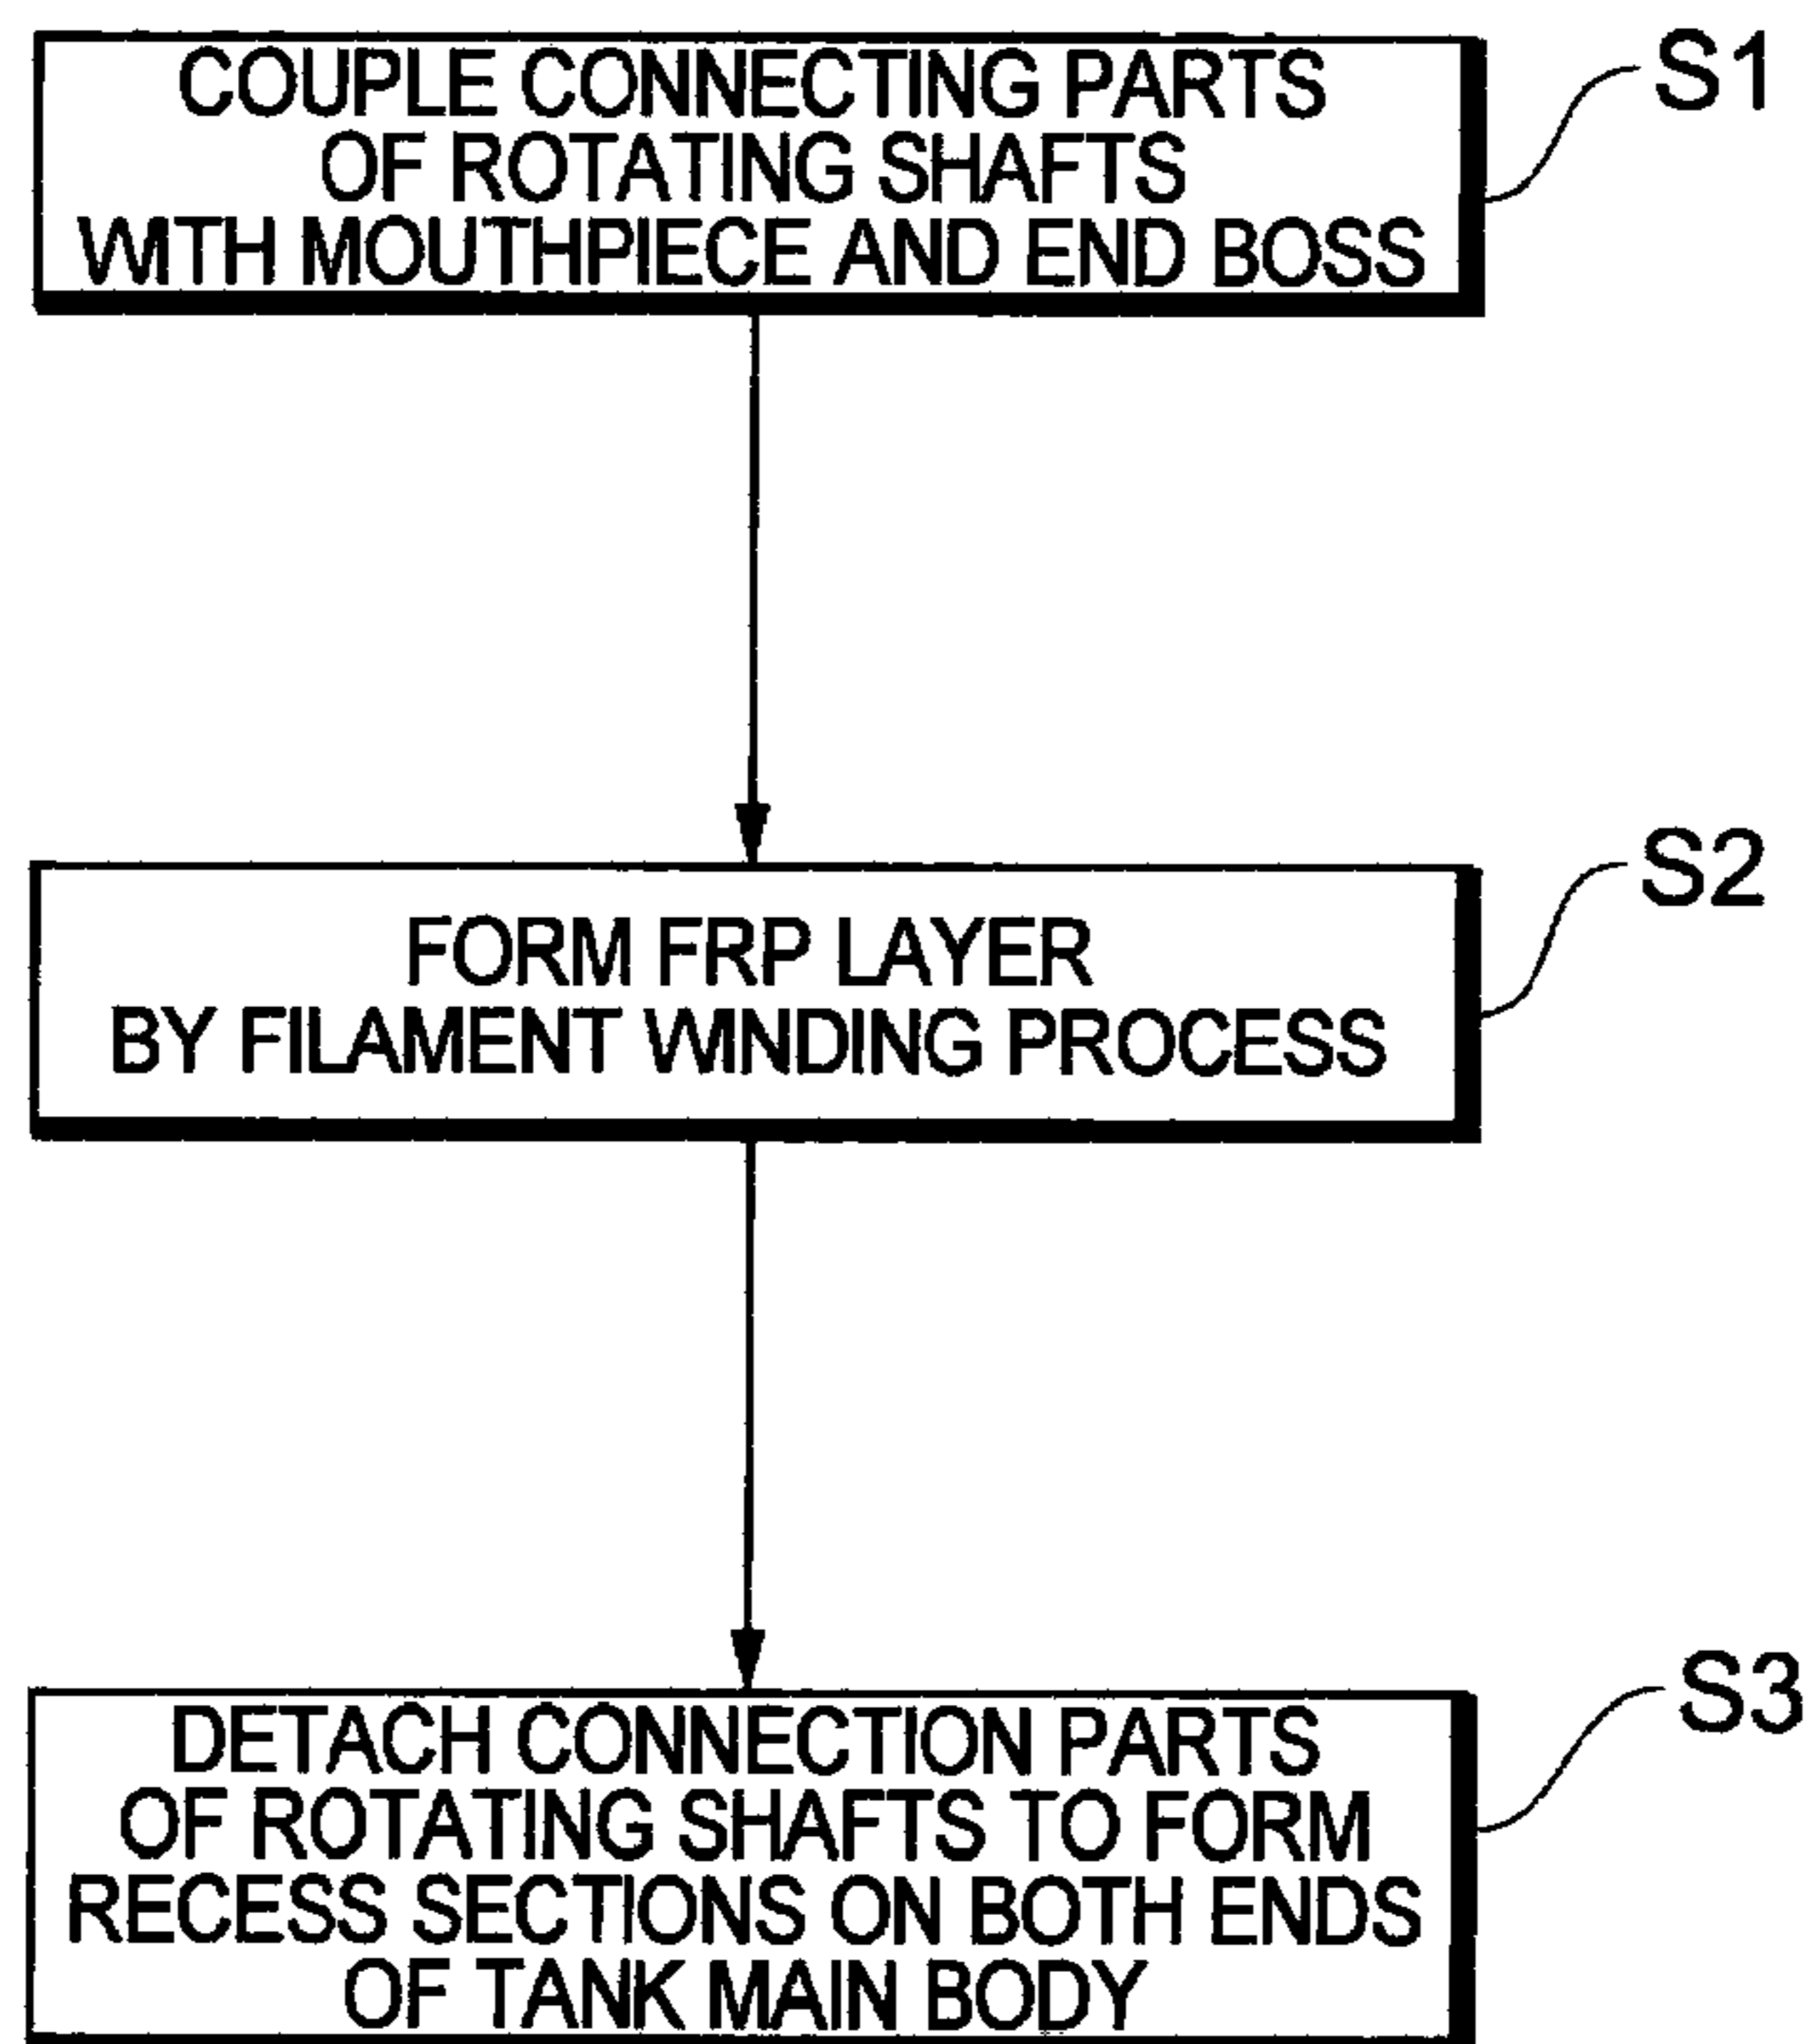 COUPLE CONNECTING PARTS
OF ROTATING SHAFTS
WITH MOUTHPIECE AND END BOSS
S1
FORM FRP LAYER
BY FILAMENT WINDING PROCESS
S2
DETACH CONNECTION PARTS
OF ROTATING SHAFTS TO FORM
RECESS SECTIONS ON BOTH ENDS
OF TANK MAIN BODY
S3